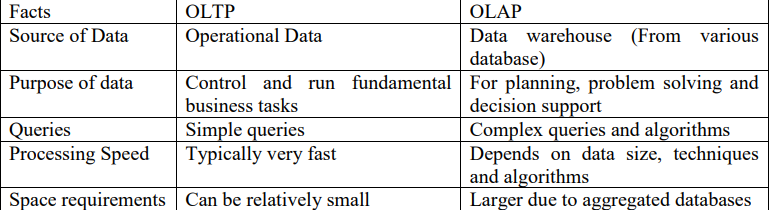 Facts OLTP OLAP
Source of Data Operational Data Data warehouse (From various
database)
Purpose of data Control and run fundamental For planning, problem solving and
business tasks decision support
Queries Simple queries Complex queries and algorithms
Processing Speed Typically very fast Depends on data size, techniques
and algorithms
Space requirements Can be relatively small Larger due to aggregated databases